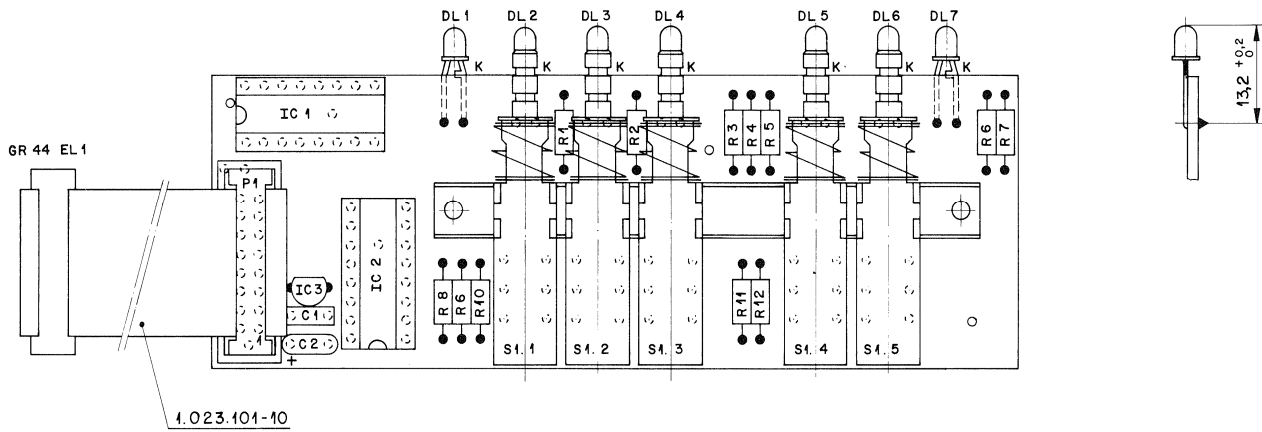 DL1 DL2 DL3 DL4 DL5 DL6 DL7
K K K K K K K
13,2 +0,2 0
IC1
R1 R2 R3 R4 R5 R6 R7
GR 44 EL1
P1
IC2
IC3
C1
1 C2
+
R8 R6 R10 R11 R12
S1.1 S1.2 S1.3 S1.4 S1.5
1.023.101-10